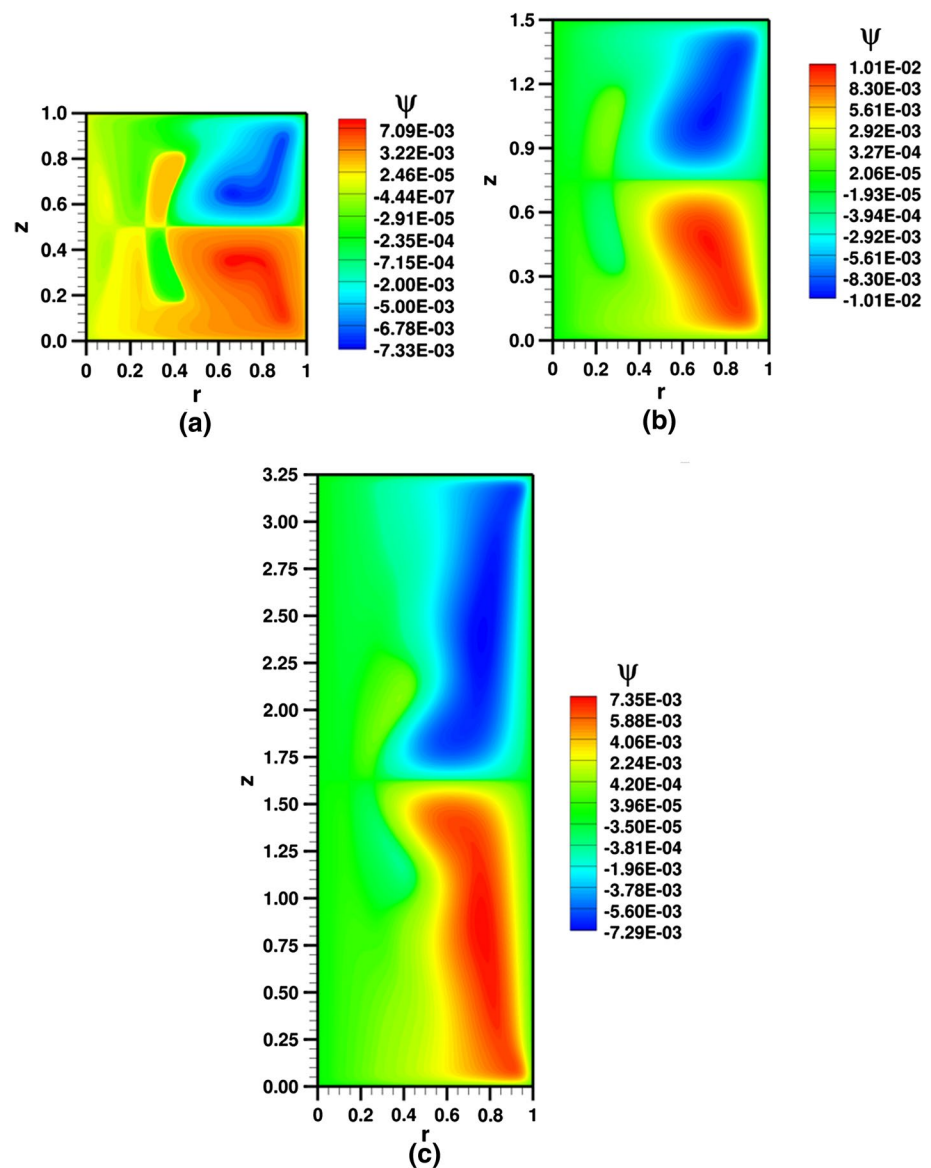 ψ
1.0
0.8
0.6
0.4
0.2
0.0
z
0 0.2 0.4 0.6 0.8 1
r
7.09E-03
3.22E-03
2.46E-05
-4.44E-07
-2.91E-05
-2.35E-04
-7.15E-04
-2.00E-03
-5.00E-03
-6.78E-03
-7.33E-03
(a)
ψ
1.5
1.2
0.9
0.6
0.3
0.0
z
0 0.2 0.4 0.6 0.8 1
r
1.01E-02
8.30E-03
5.61E-03
2.92E-03
3.27E-04
2.06E-05
-1.93E-05
-3.94E-04
-2.92E-03
-5.61E-03
-8.30E-03
-1.01E-02
(b)
3.25
3.00
2.75
2.50
2.25
2.00
1.75
1.50
1.25
1.00
0.75
0.50
0.25
0.00
z
0 0.2 0.4 0.6 0.8 1
r
ψ
7.35E-03
5.88E-03
4.06E-03
2.24E-03
4.20E-04
3.96E-05
-3.50E-05
-3.81E-04
-1.96E-03
-3.78E-03
-5.60E-03
-7.29E-03
(c)